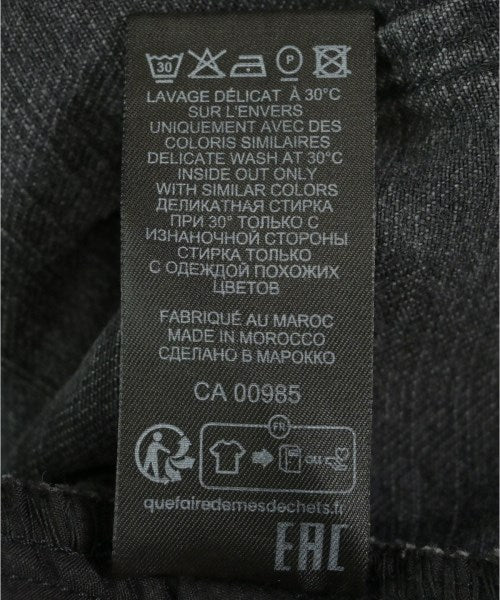 30 P
LAVAGE DÉLICAT À 30°C
SUR L'ENVERS
UNIQUEMENT AVEC DES
COLORIS SIMILAIRES
DELICATE WASH AT 30°C
INSIDE OUT ONLY
WITH SIMILAR COLORS
ДЕЛИКАТНАЯ СТИРКА
ПРИ 30° ТОЛЬКО С
ИЗНАНОЧНОЙ СТОРОНЫ
СТИРКА ТОЛЬКО
С ОДЕЖДОЙ ПОХОЖИХ
ЦВЕТОВ
FABRIQUÉ AU MAROC
MADE IN MOROCCO
СДЕЛАНО В МАРОККО
CA 00985
FR
OU
quefairedemesdechets.fr
EAC